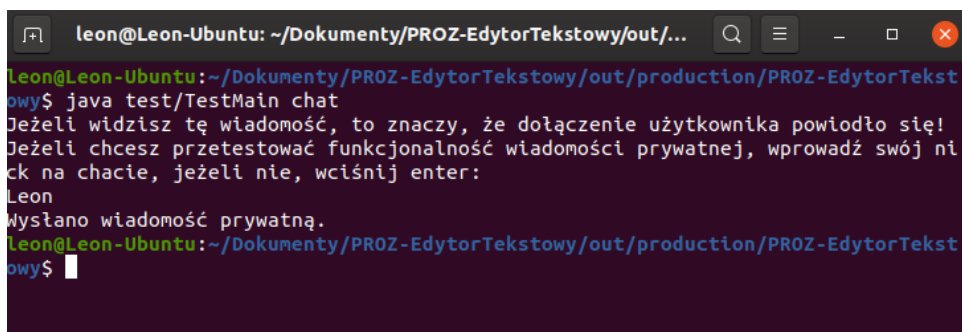 leon@Leon-Ubuntu: ~/Dokumenty/PROZ-EdytorTekstowy/out/...
leon@Leon-Ubuntu:~/Dokumenty/PROZ-EdytorTekstowy/out/production/PROZ-EdytorTekst
owy$ java test/TestMain chat
Jeżeli widzisz tę wiadomość, to znaczy, że dołączenie użytkownika powiodło się!
Jeżeli chcesz przetestować funkcjonalność wiadomości prywatnej, wprowadź swój ni
ck na chacie, jeżeli nie, wciśnij enter:
Leon
Wysłano wiadomość prywatną.
leon@Leon-Ubuntu:~/Dokumenty/PROZ-EdytorTekstowy/out/production/PROZ-EdytorTekst
owy$